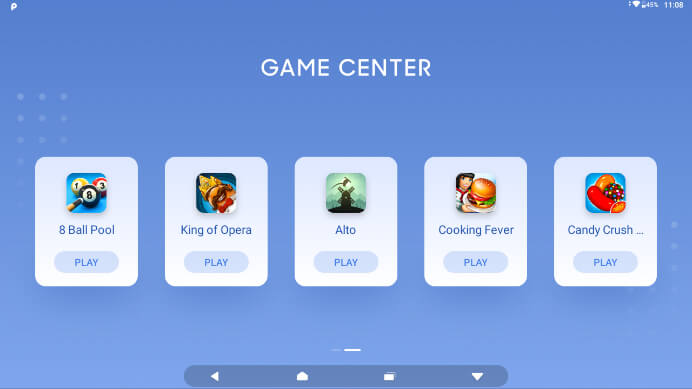 45% 11:08
GAME CENTER
8 Ball Pool
King of Opera
Alto
Cooking Fever
Candy Crush ...
PLAY
PLAY
PLAY
PLAY
PLAY